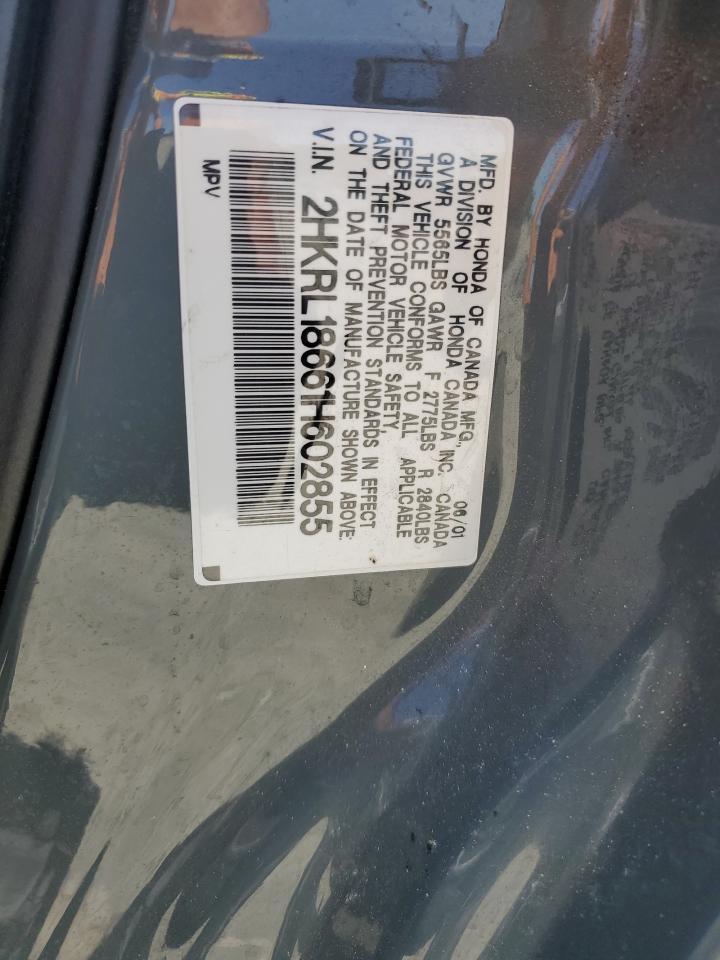 MFD. BY HONDA OF CANADA MFG., 06/01
A DIVISION OF HONDA CANADA INC. CANADA
GVWR 5565LBS GAWR F 2775LBS R 2840LBS
THIS VEHICLE CONFORMS TO ALL APPLICABLE
FEDERAL MOTOR VEHICLE SAFETY
AND THEFT PREVENTION STANDARDS IN EFFECT
ON THE DATE OF MANUFACTURE SHOWN ABOVE:
V.I.N. 2HKRL18661H602855
MPV